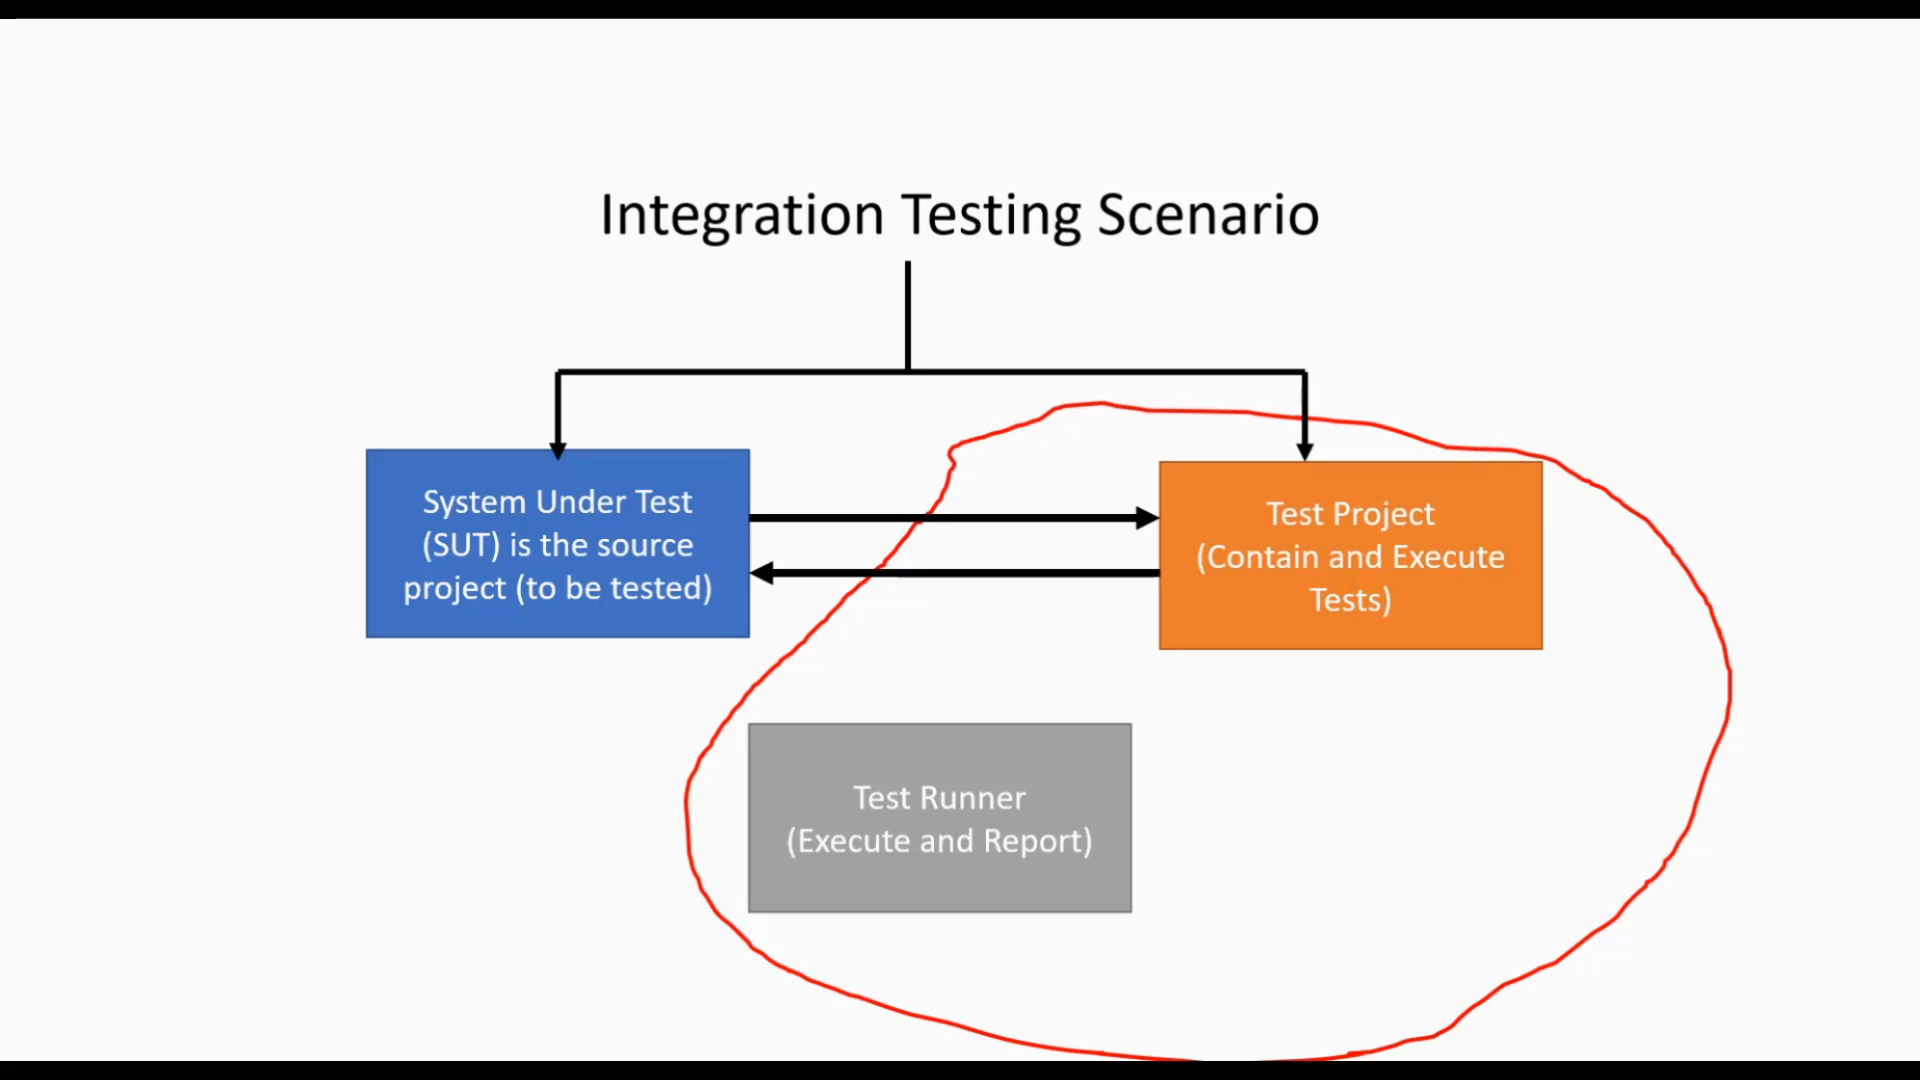 Integration Testing Scenario
System Under Test
(SUT) is the source
project (to be tested)
Test Project
(Contain and Execute
Tests)
Test Runner
(Execute and Report)